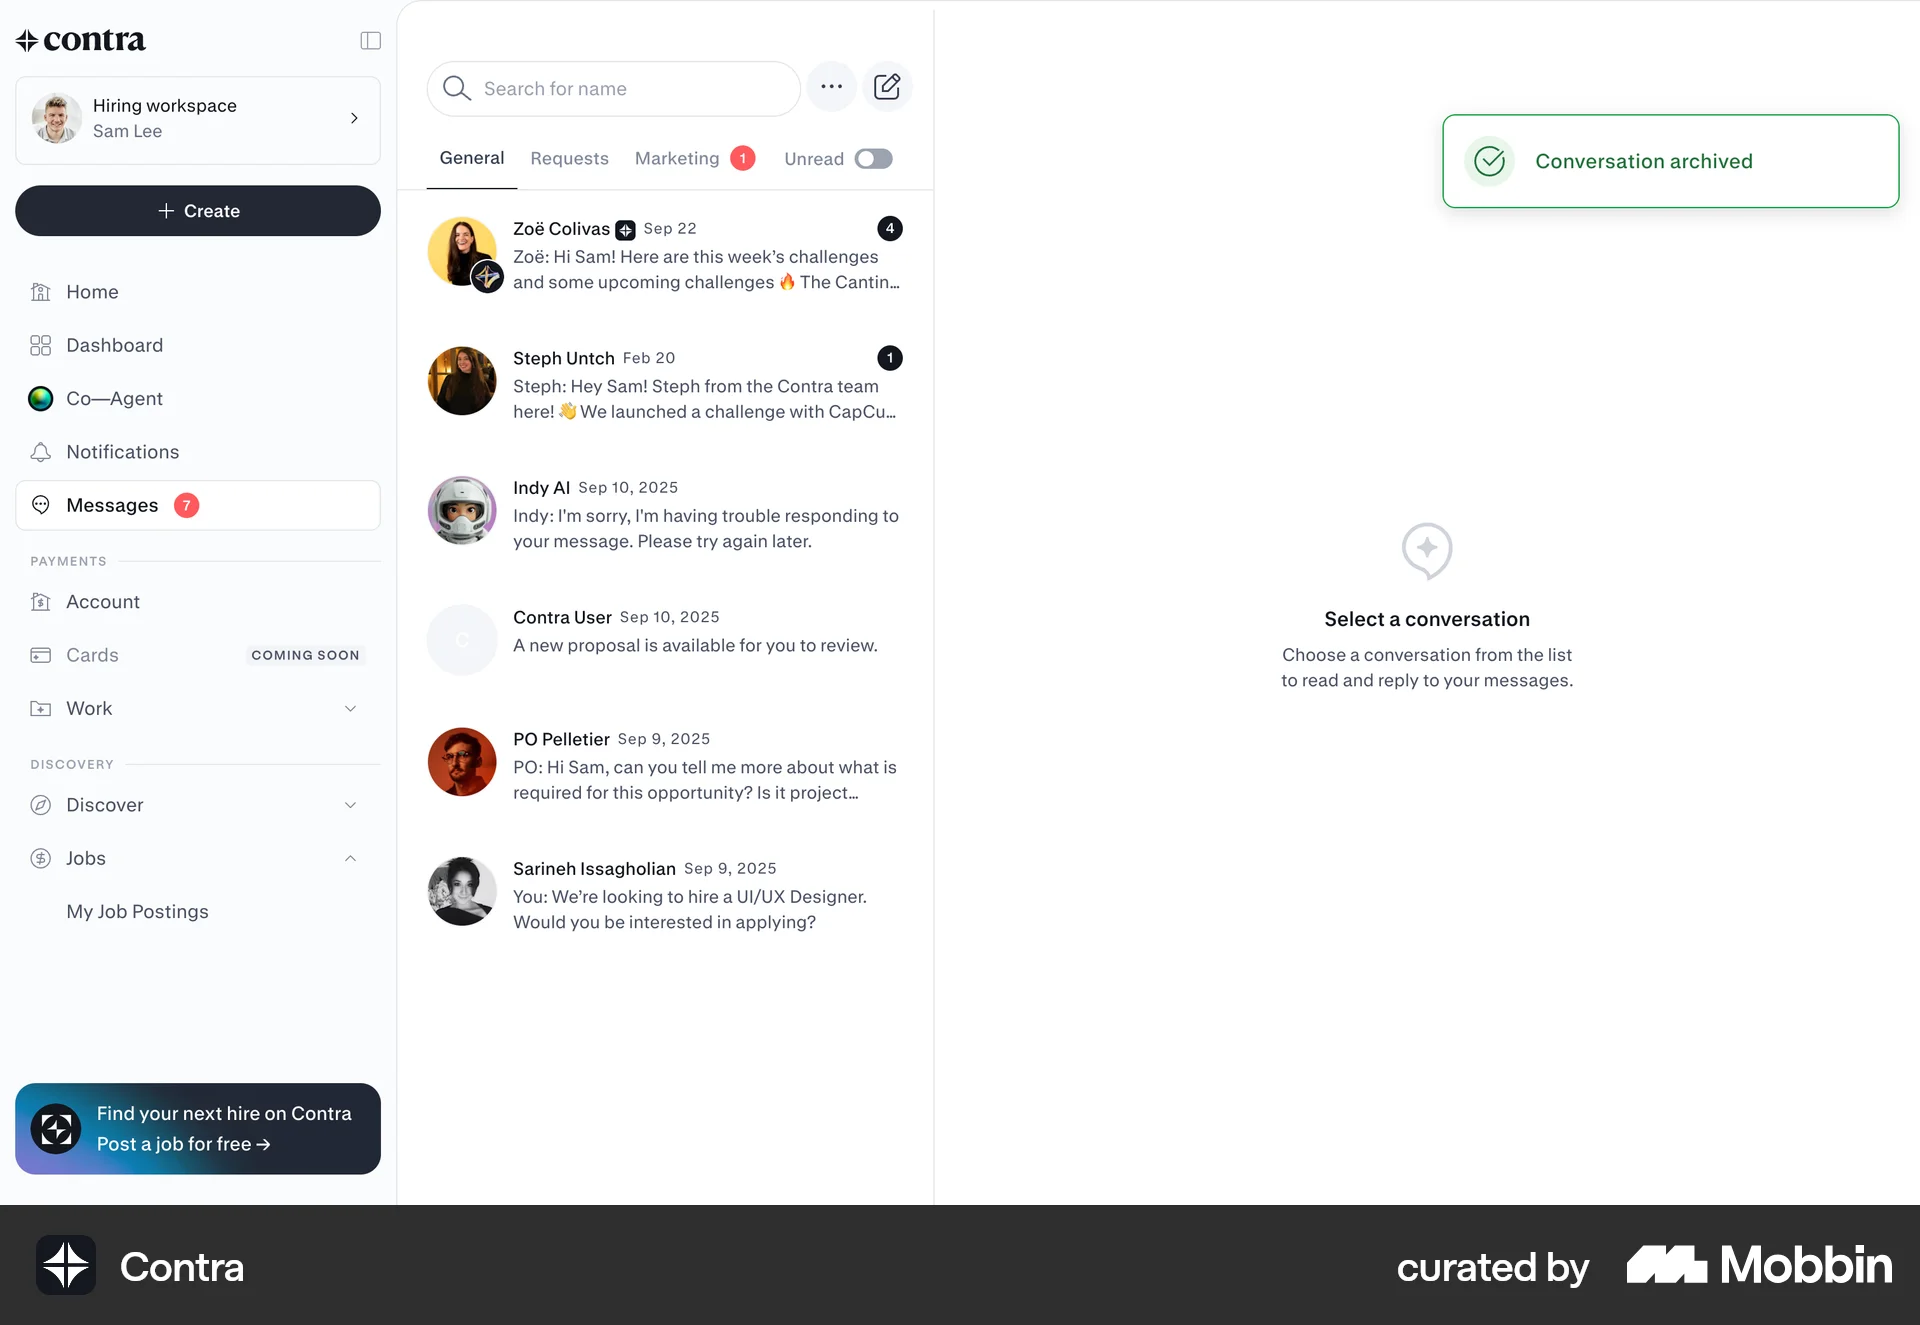 contra
Hiring workspace
Sam Lee
Create
Home
Dashboard
Co—Agent
Notifications
Messages 7
PAYMENTS
Account
Cards COMING SOON
Work
DISCOVERY
Discover
Jobs
My Job Postings
Find your next hire on Contra
Post a job for free →
Search for name
General Requests Marketing 1 Unread
Zoë Colivas Sep 22 4
Zoë: Hi Sam! Here are this week’s challenges
and some upcoming challenges 🔥 The Cantin…
Steph Untch Feb 20 1
Steph: Hey Sam! Steph from the Contra team
here! 👋 We launched a challenge with CapCu…
Indy AI Sep 10, 2025
Indy: I'm sorry, I'm having trouble responding to
your message. Please try again later.
C
Contra User Sep 10, 2025
A new proposal is available for you to review.
PO Pelletier Sep 9, 2025
PO: Hi Sam, can you tell me more about what is
required for this opportunity? Is it project…
Sarineh Issagholian Sep 9, 2025
You: We’re looking to hire a UI/UX Designer.
Would you be interested in applying?
Conversation archived
Select a conversation
Choose a conversation from the list
to read and reply to your messages.
Contra
curated by Mobbin